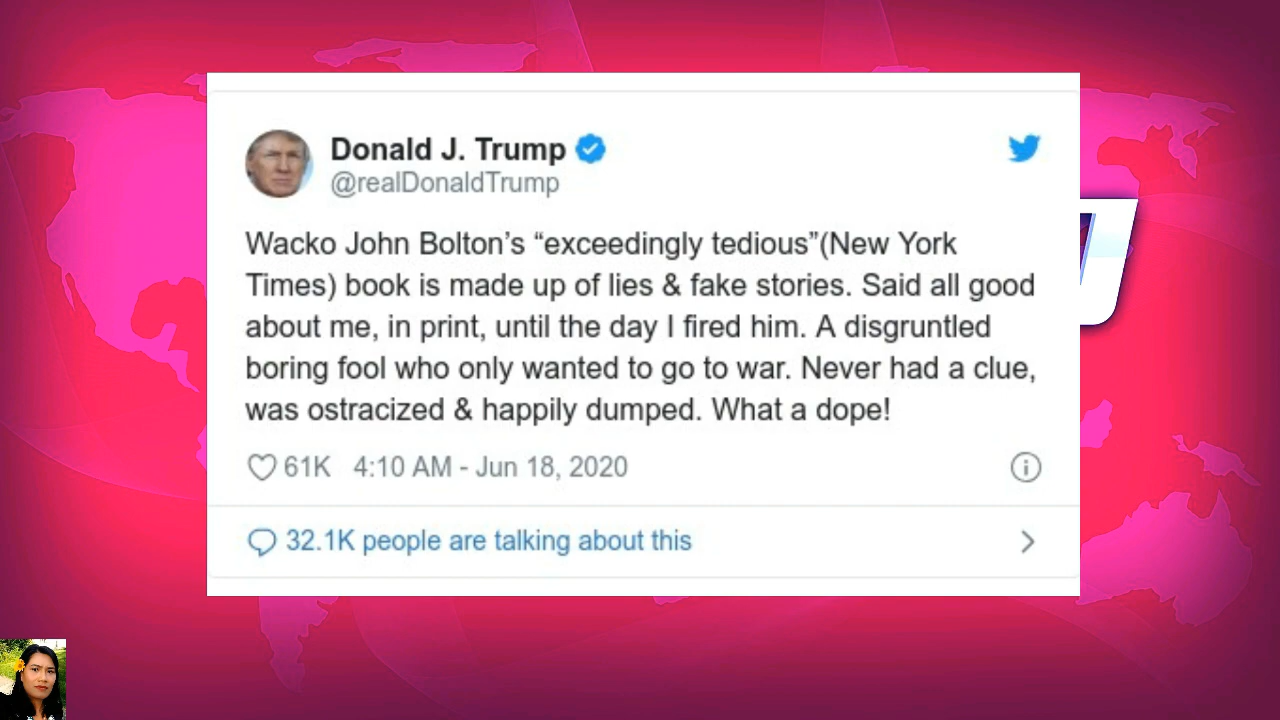 Donald J. Trump
@realDonaldTrump
Wacko John Bolton’s “exceedingly tedious”(New York
Times) book is made up of lies & fake stories. Said all good
about me, in print, until the day I fired him. A disgruntled
boring fool who only wanted to go to war. Never had a clue,
was ostracized & happily dumped. What a dope!
61K 4:10 AM - Jun 18, 2020
32.1K people are talking about this